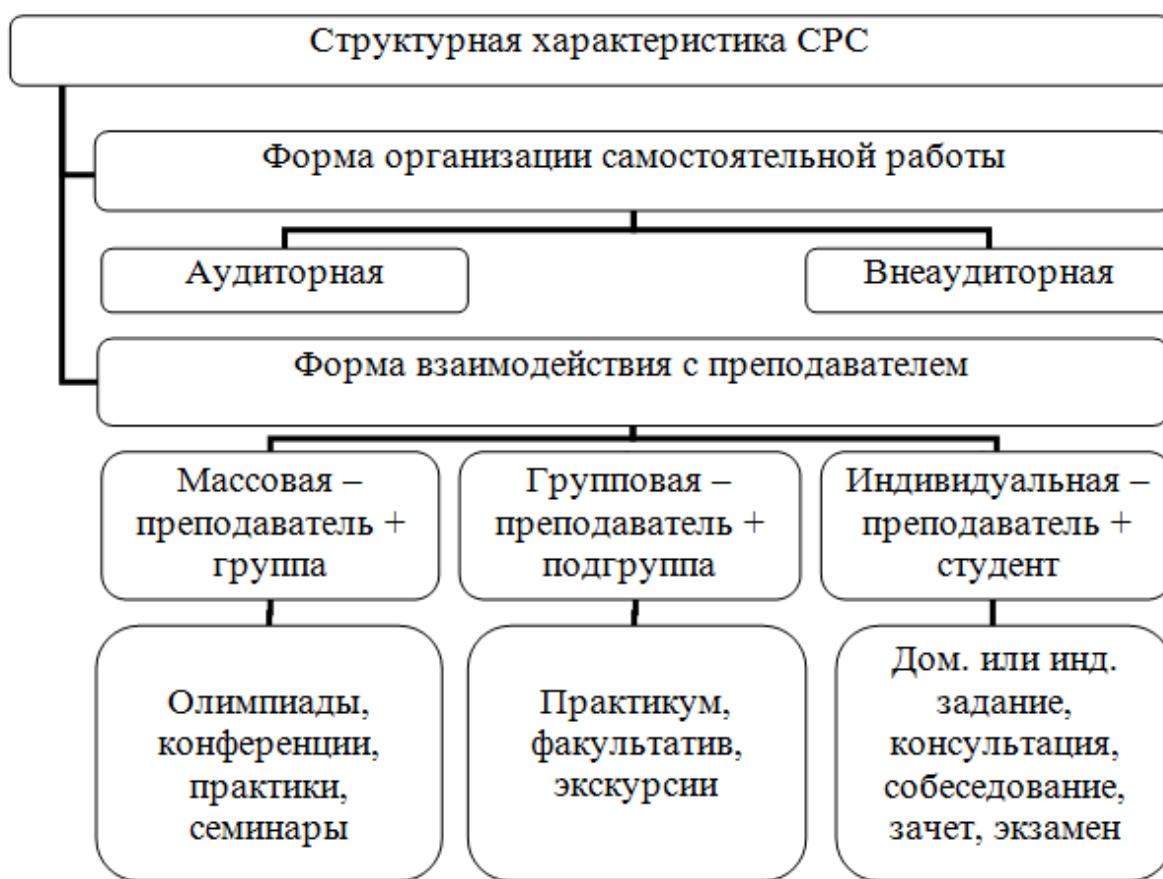 Структурная характеристика СРС
Форма организации самостоятельной работы
Аудиторная
Внеаудиторная
Форма взаимодействия с преподавателем
Массовая –
преподаватель +
группа
Групповая –
преподаватель +
подгруппа
Индивидуальная –
преподаватель +
студент
Олимпиады,
конференции,
практики,
семинары
Практикум,
факультатив,
экскурсии
Дом. или инд.
задание,
консультация,
собеседование,
зачет, экзамен